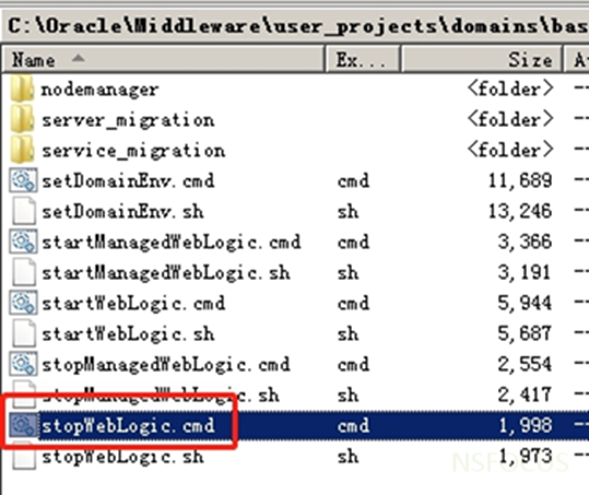 C:\Oracle\Middleware\user_projects\domains\bas
Name Ex... Size
nodemanager <folder> --
server_migration <folder> --
service_migration <folder> --
setDomainEnv.cmd cmd 11,689 --
setDomainEnv.sh sh 13,246 --
startManagedWebLogic.cmd cmd 3,366 --
startManagedWebLogic.sh sh 3,191 --
startWebLogic.cmd cmd 5,944 --
startWebLogic.sh sh 5,687 --
stopManagedWebLogic.cmd cmd 2,554 --
stopManagedWebLogic.sh sh 2,417 --
stopWebLogic.cmd cmd 1,998 --
stopWebLogic.sh sh 1,973 --
NSFOCUS